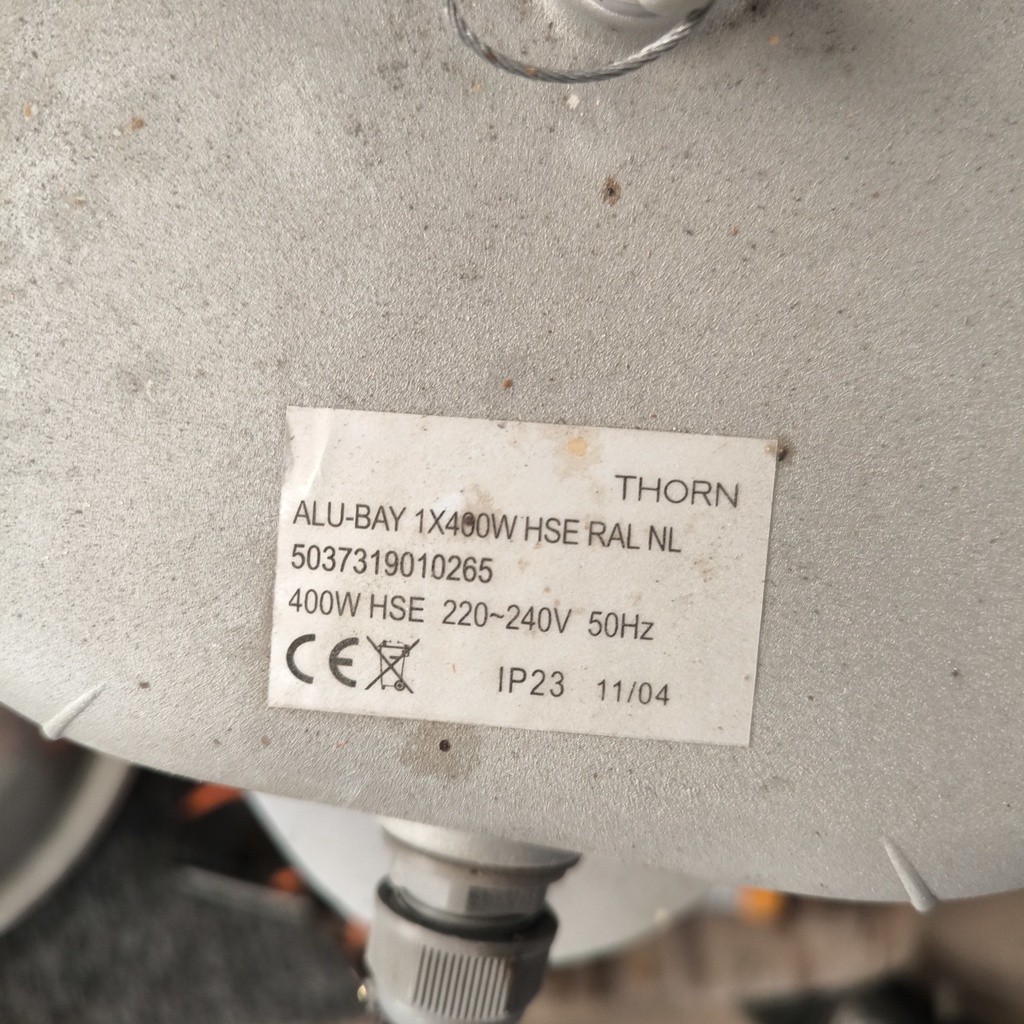 THORN
ALU-BAY 1X400W HSE RAL NL
5037319010265
400W HSE 220~240V 50Hz
CE IP23 11/04